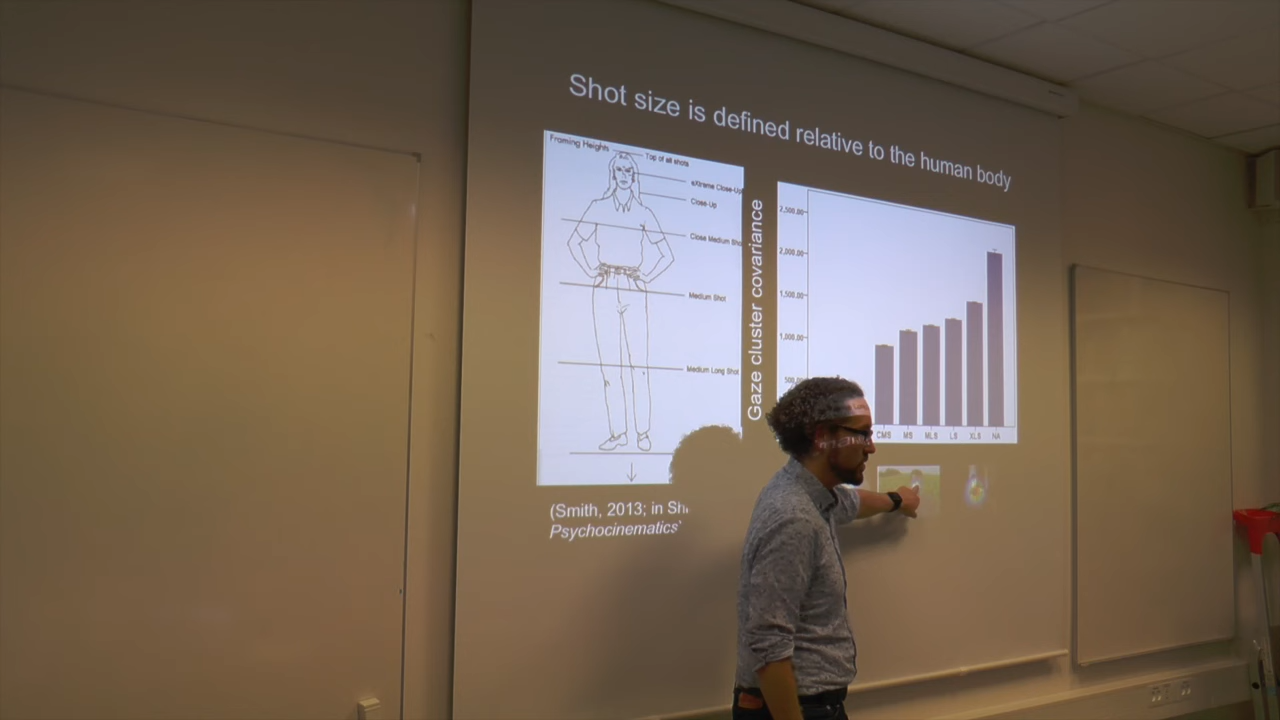 Shot size is defined relative to the human body
Framing Heights
Top of all shots
eXtreme Close-Up
Close-Up
Close Medium Sho
Medium Shot
Medium Long Shot
Gaze cluster covariance
2,500.00
2,000.00
1,500.00
1,000.00
CMS MS MLS LS XLS NA
(Smith, 2013; in Sh
Psychocinematics